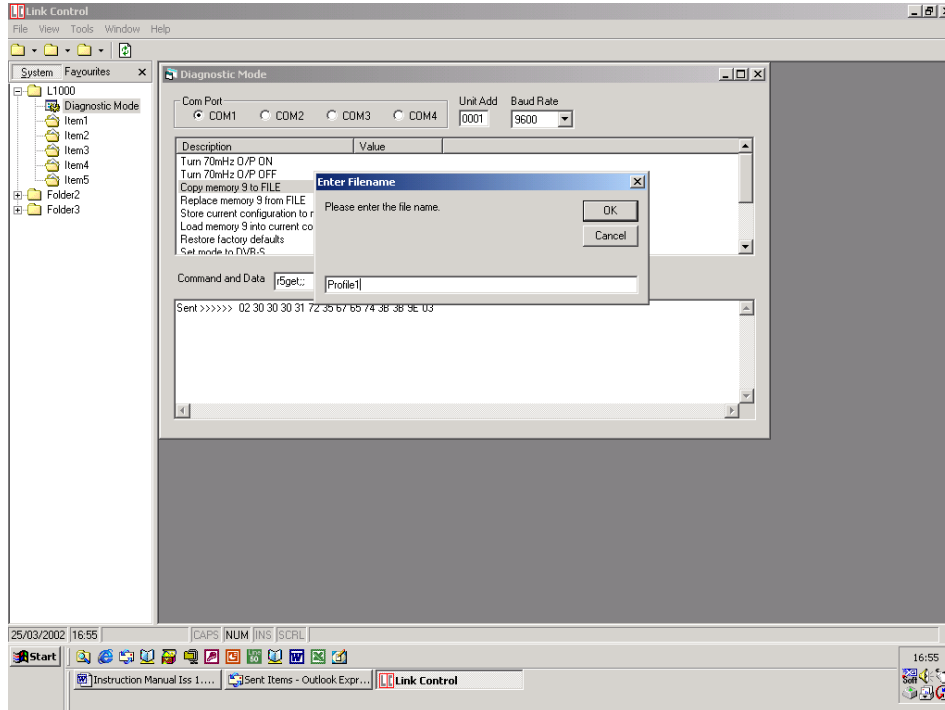 Link Control
File View Tools Window Help
System Favourites
L1000
Diagnostic Mode
Item1
Item2
Item3
Item4
Item5
Folder2
Folder3
Diagnostic Mode
Com Port
COM1 COM2 COM3 COM4
Unit Add
0001
Baud Rate
9600
Description Value
Turn 70mHz O/P ON
Turn 70mHz O/P OFF
Copy memory 9 to FILE
Replace memory 9 from FILE
Store current configuration to
Load memory 9 into current co
Restore factory defaults
Set mode to DVB-S
Command and Data r5get;;
Enter Filename
Please enter the file name.
OK
Cancel
Profile1
Sent >>>>>> 02 30 30 30 31 72 35 67 65 74 3B 3B 9E 03
25/03/2002 16:55 CAPS NUM INS SCRL
Start
16:55
Instruction Manual Iss 1.... Sent Items - Outlook Expr... Link Control